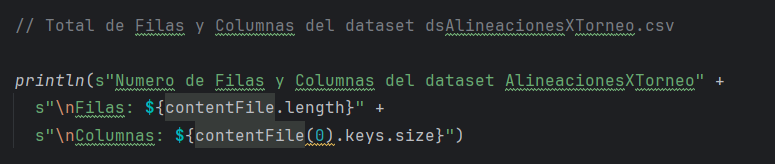 // Total de Filas y Columnas del dataset dsAlineacionesXTorneo.csv
println(s"Numero de Filas y Columnas del dataset AlineacionesXTorneo" +
s"\nFilas: ${contentFile.length}" +
s"\nColumnas: ${contentFile(0).keys.size}")